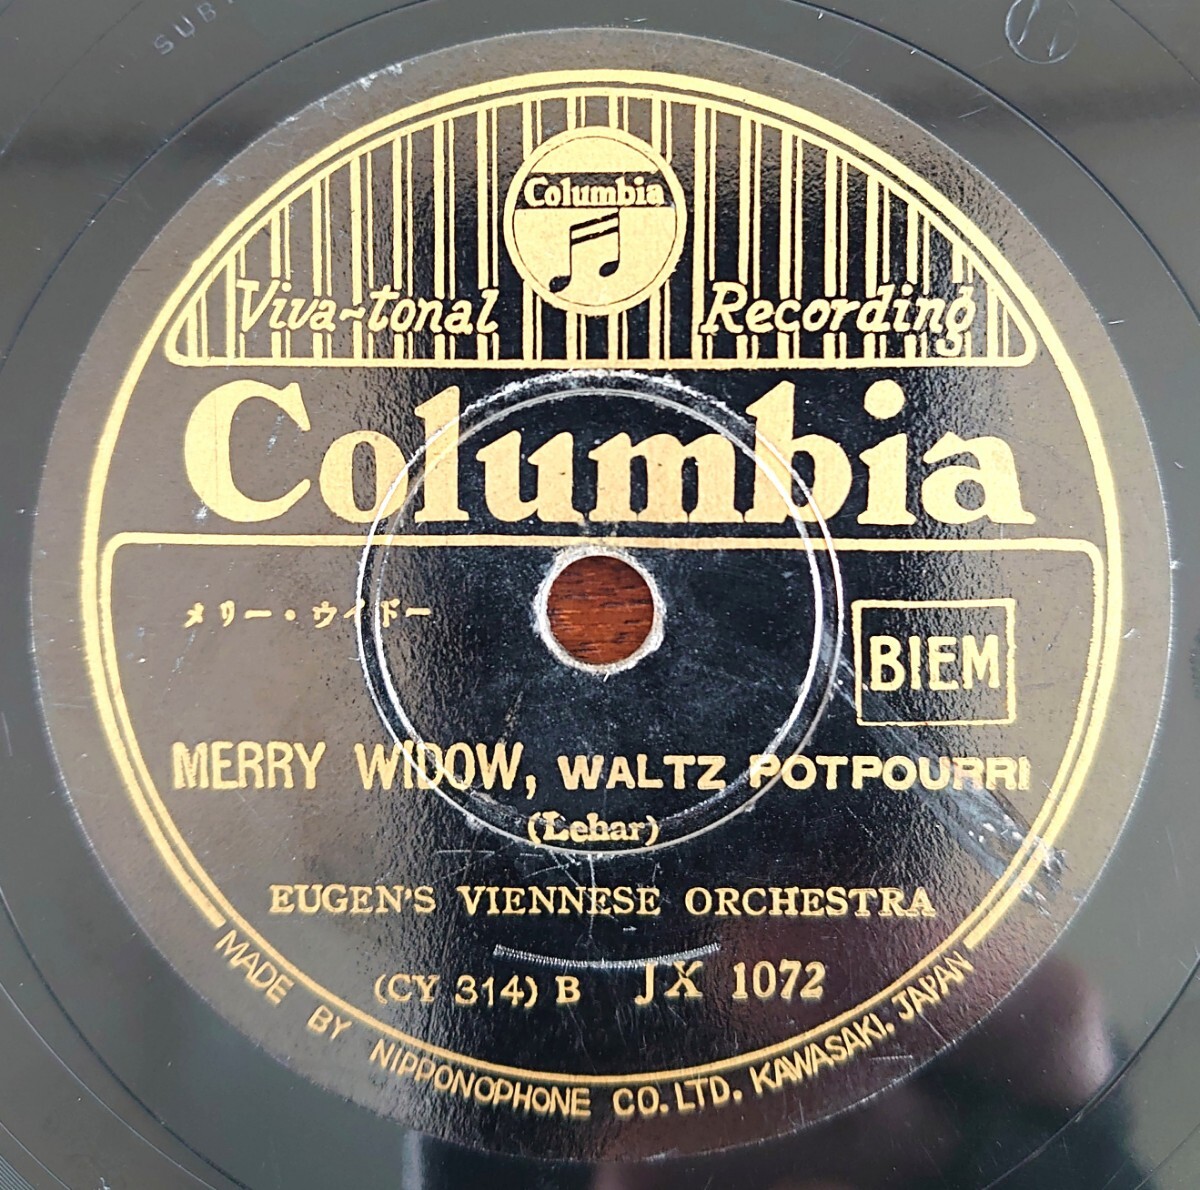 Columbia
Viva-tonal Recording
Columbia
メリー・ウイドー
BIEM
MERRY WIDOW, WALTZ POTPOURRI
(Lehar)
EUGEN'S VIENNESE ORCHESTRA
(CY 314) B JX 1072
MADE BY NIPPONOPHONE CO. LTD. KAWASAKI. JAPAN